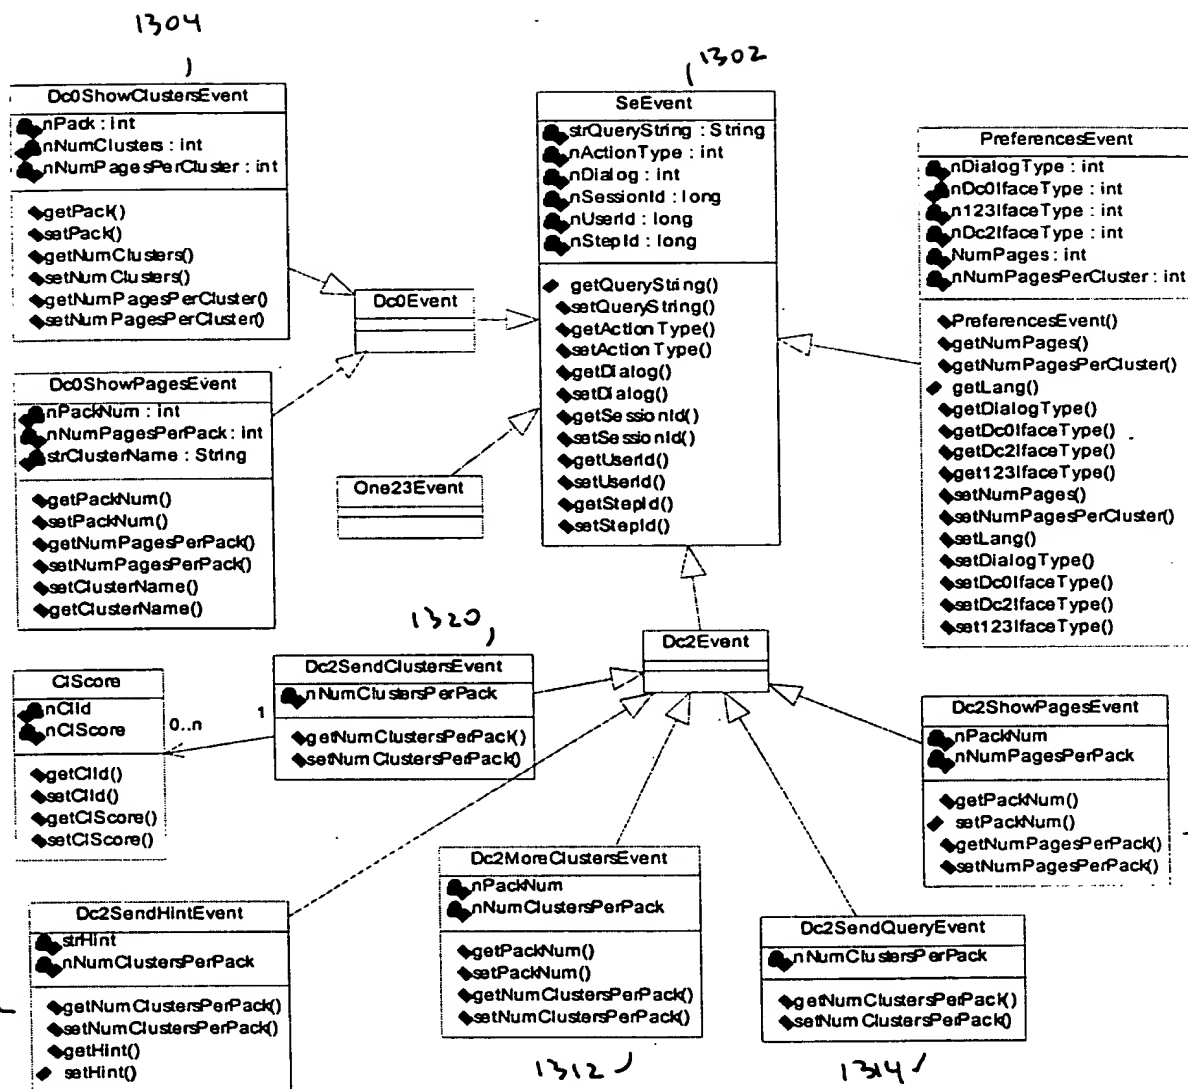 1304
1302
Dc0ShowClustersEvent
nPack : int
nNumClusters : int
nNumPagesPerCluster : int
getPack()
setPack()
getNumClusters()
setNumClusters()
getNumPagesPerCluster()
setNumPagesPerCluster()
SeEvent
strQueryString : String
nActionType : int
nDialog : int
nSessionId : long
nUserId : long
nStepId : long
getQueryString()
setQueryString()
getActionType()
setActionType()
getDialog()
setDialog()
getSessionId()
setSessionId()
getUserId()
setUserId()
getStepId()
setStepId()
PreferencesEvent
nDialogType : int
nDc0IfaceType : int
n123IfaceType : int
nDc2IfaceType : int
NumPages : int
nNumPagesPerCluster : int
PreferencesEvent()
getNumPages()
getNumPagesPerCluster()
getLang()
getDialogType()
getDc0IfaceType()
getDc2IfaceType()
get123IfaceType()
setNumPages()
setNumPagesPerCluster()
setLang()
setDialogType()
setDc0IfaceType()
setDc2IfaceType()
set123IfaceType()
Dc0Event
Dc0ShowPagesEvent
nPackNum : int
nNumPagesPerPack : int
strClusterName : String
getPackNum()
setPackNum()
getNumPagesPerPack()
setNumPagesPerPack()
setClusterName()
getClusterName()
One23Event
1320
Dc2Event
ClScore
nClId
nClScore
getClId()
setClId()
getClScore()
setClScore()
0..n
1
Dc2SendClustersEvent
nNumClustersPerPack
getNumClustersPerPack()
setNumClustersPerPack()
Dc2ShowPagesEvent
nPackNum
nNumPagesPerPack
getPackNum()
setPackNum()
getNumPagesPerPack()
setNumPagesPerPack()
Dc2SendHintEvent
strHint
nNumClustersPerPack
getNumClustersPerPack()
setNumClustersPerPack()
getHint()
setHint()
Dc2MoreClustersEvent
nPackNum
nNumClustersPerPack
getPackNum()
setPackNum()
getNumClustersPerPack()
setNumClustersPerPack()
Dc2SendQueryEvent
nNumClustersPerPack
getNumClustersPerPack()
setNumClustersPerPack()
1312
1314